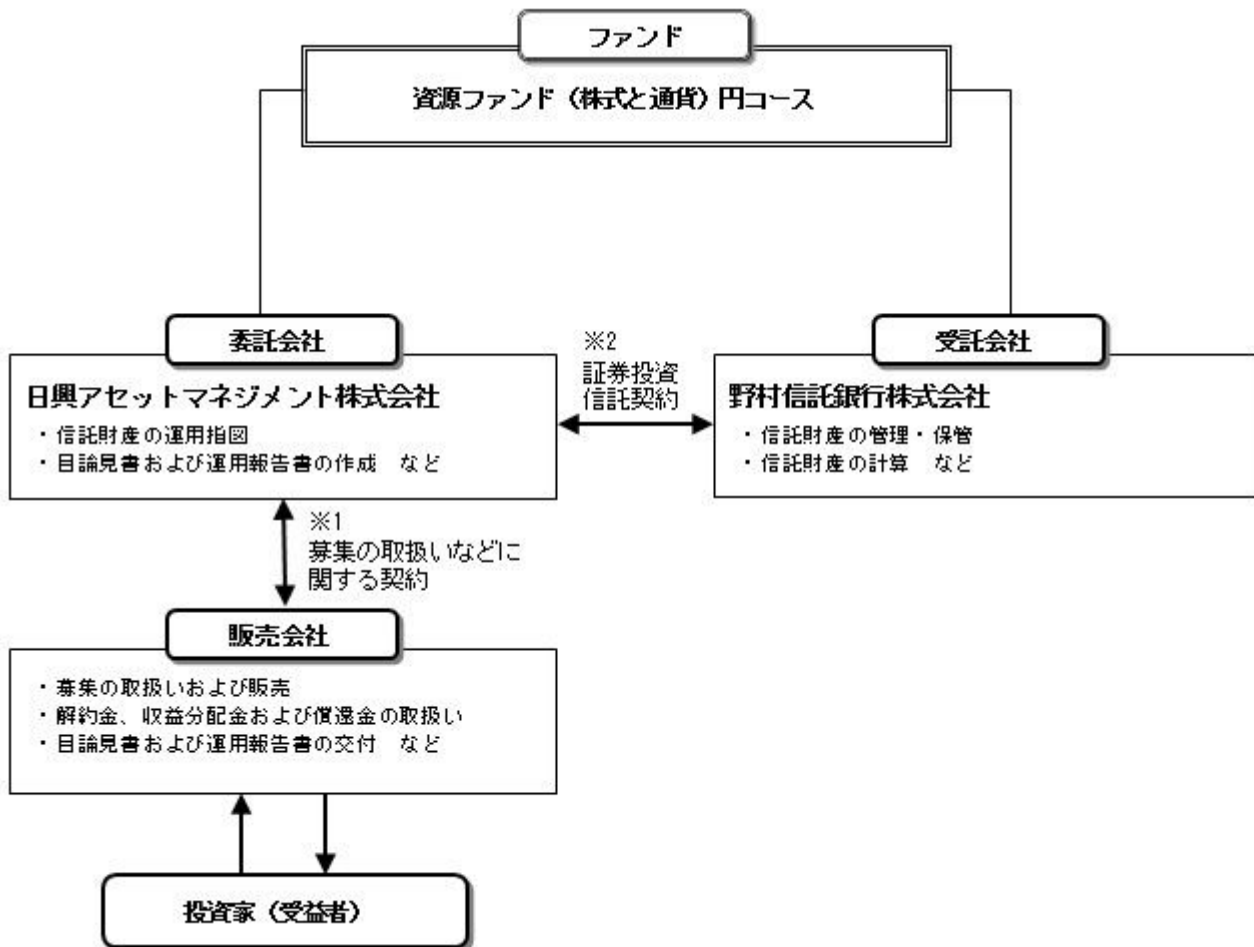 ファンド
資源ファンド（株式と通貨）円コース
委託会社
日興アセットマネジメント株式会社
・信託財産の運用指図
・目論見書および運用報告書の作成　など
※2
証券投資
信託契約
受託会社
野村信託銀行株式会社
・信託財産の管理・保管
・信託財産の計算　など
※1
募集の取扱いなどに
関する契約
販売会社
・募集の取扱いおよび販売
・解約金、収益分配金および償還金の取扱い
・目論見書および運用報告書の交付　など
投資家（受益者）